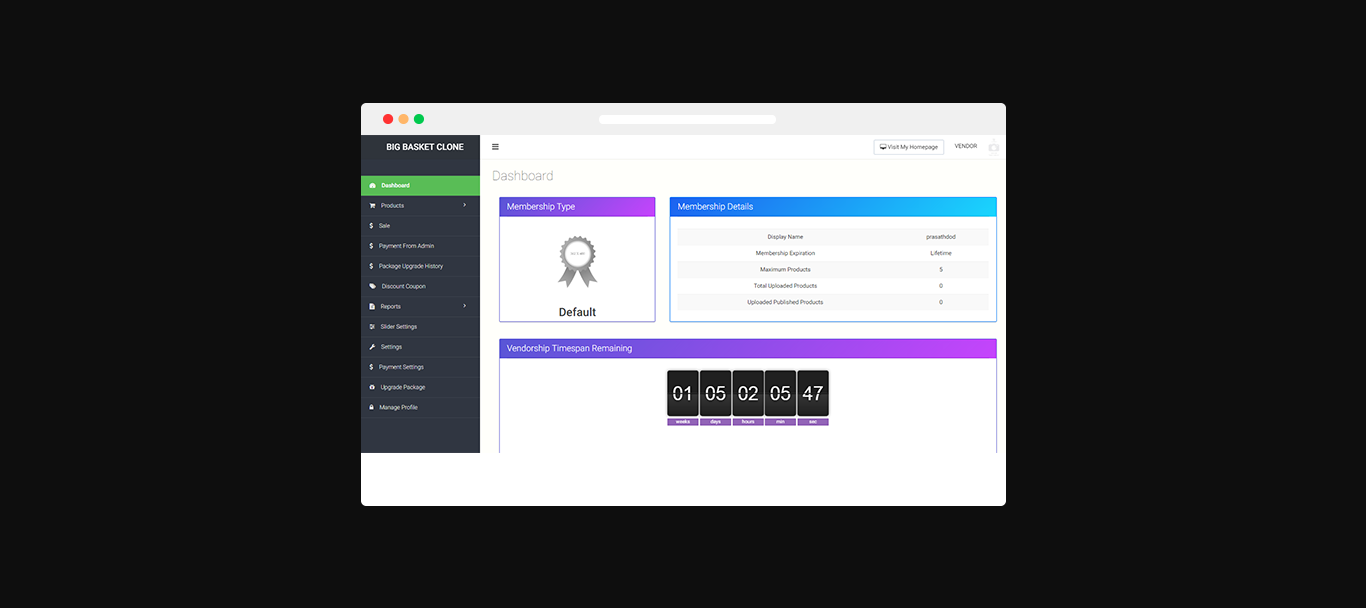 BIG BASKET CLONE
Visit My Homepage
VENDOR
Dashboard
Products
Sale
Payment From Admin
Package Upgrade History
Discount Coupon
Reports
Slider Settings
Settings
Payment Settings
Upgrade Package
Manage Profile
Dashboard
Membership Type
Default
Membership Details
Display Name prasathdod
Membership Expiration Lifetime
Maximum Products 5
Total Uploaded Products 0
Uploaded Published Products 0
Vendorship Timespan Remaining
01 05 02 05 47
weeks days hours min sec